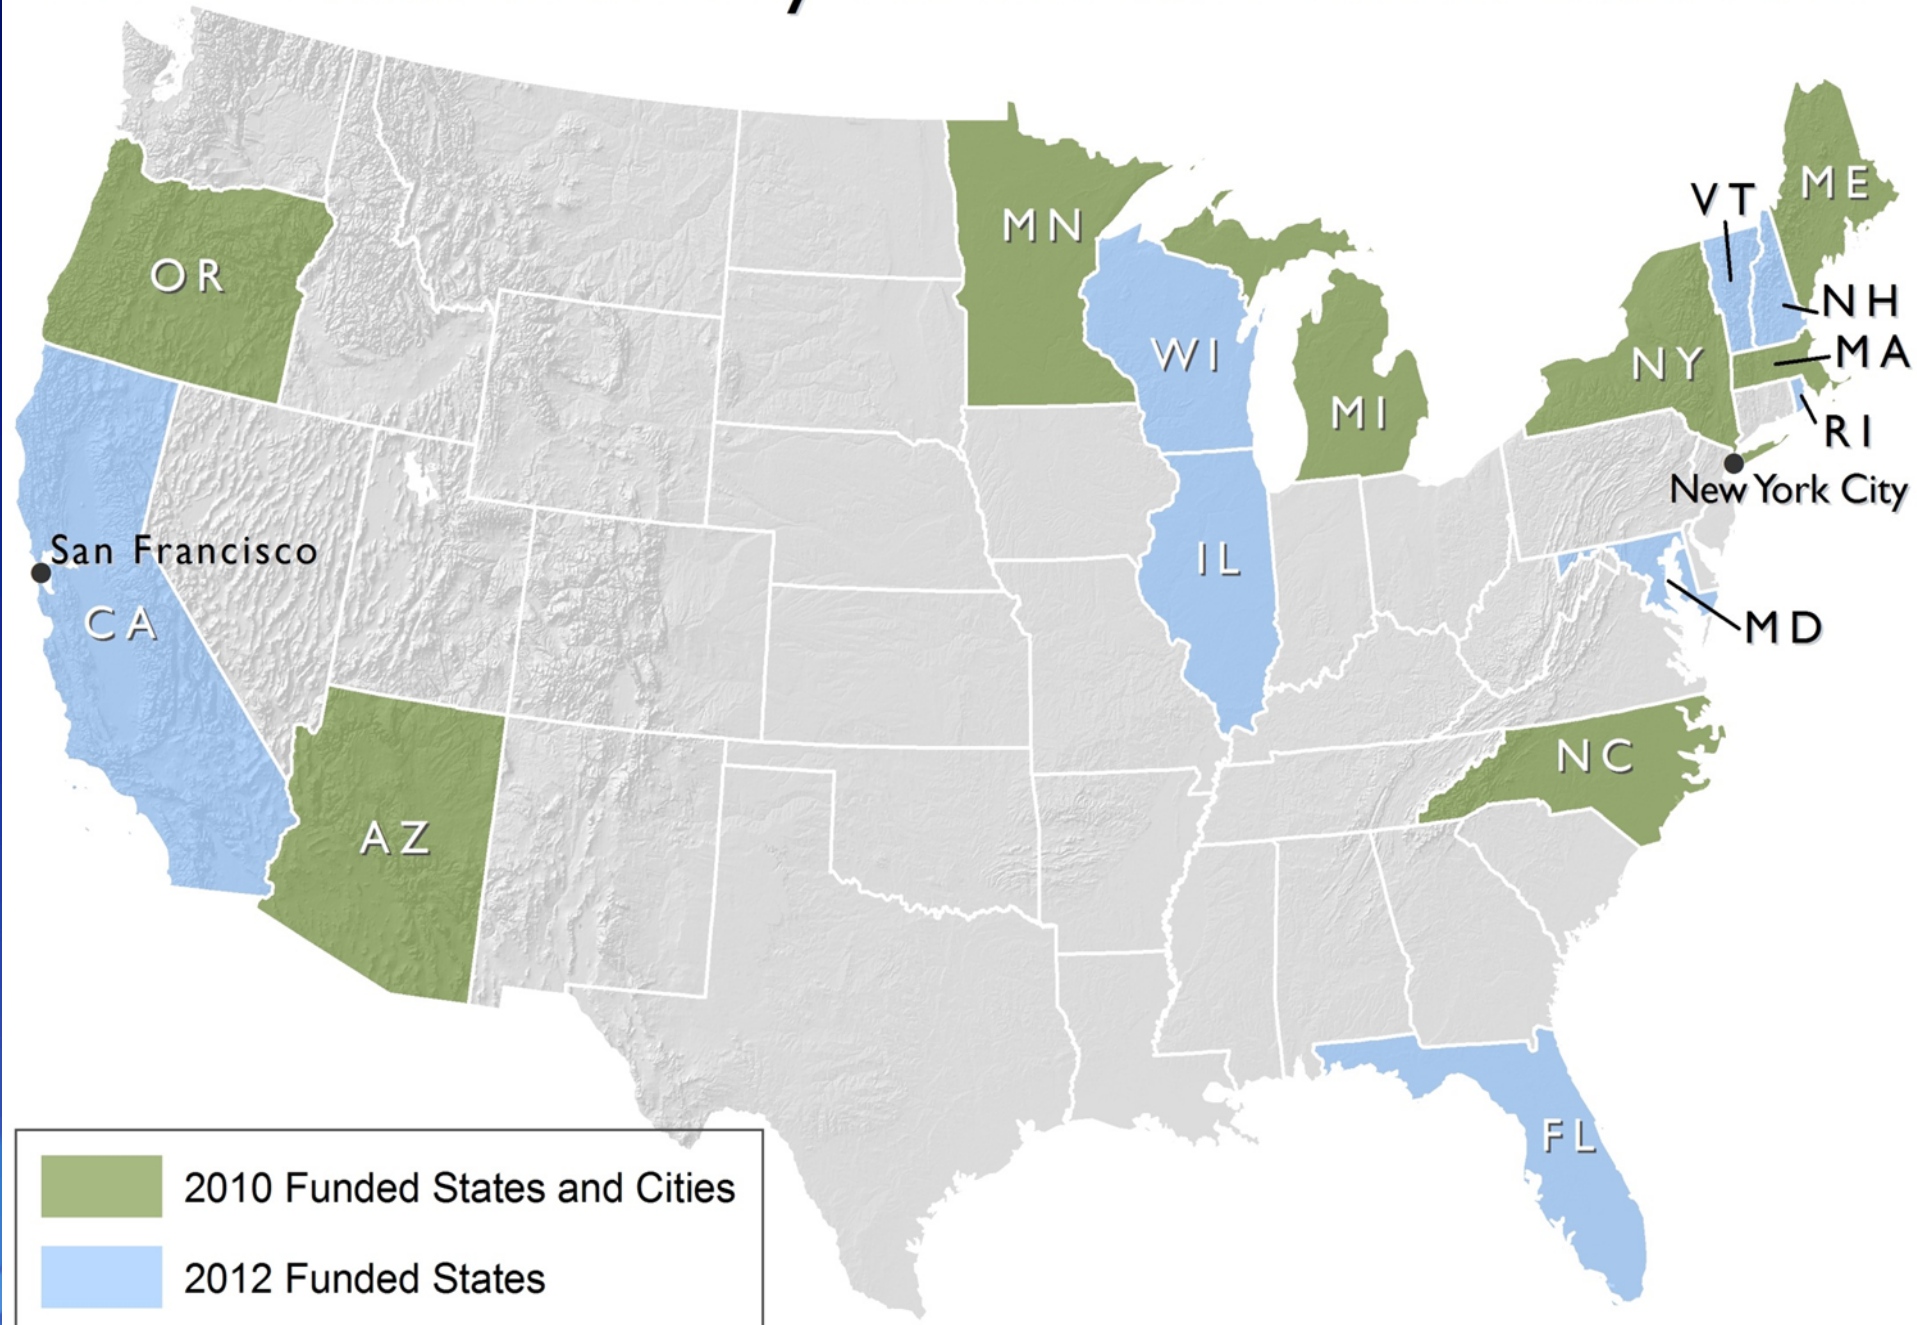 ME
VT
MN
OR
NH
MA
WI
NY
MI
RI
New York City
San Francisco
IL
CA
MD
NC
AZ
FL
2010 Funded States and Cities
2012 Funded States